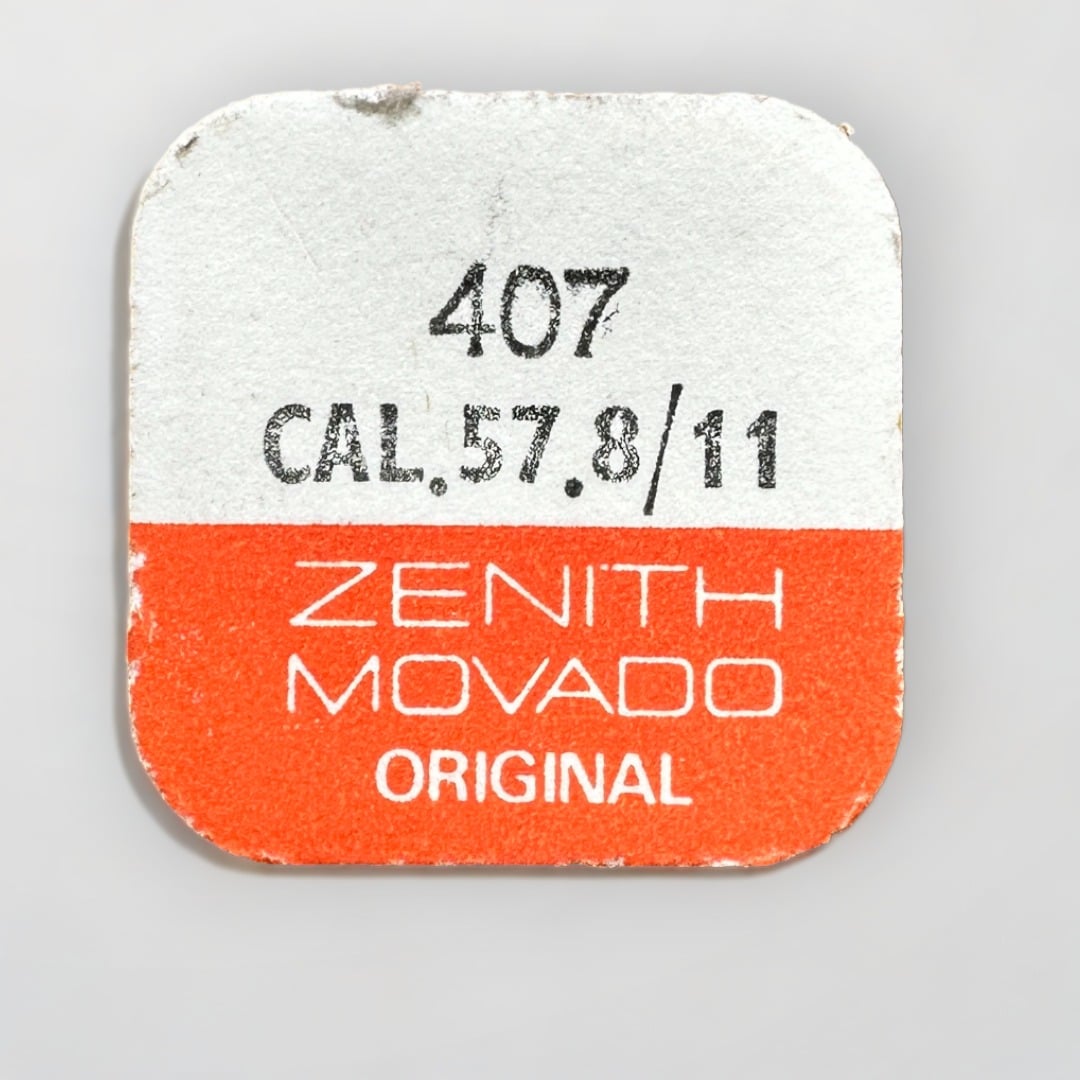 407
CAL.57.8/11
ZENITH
MOVADO
ORIGINAL